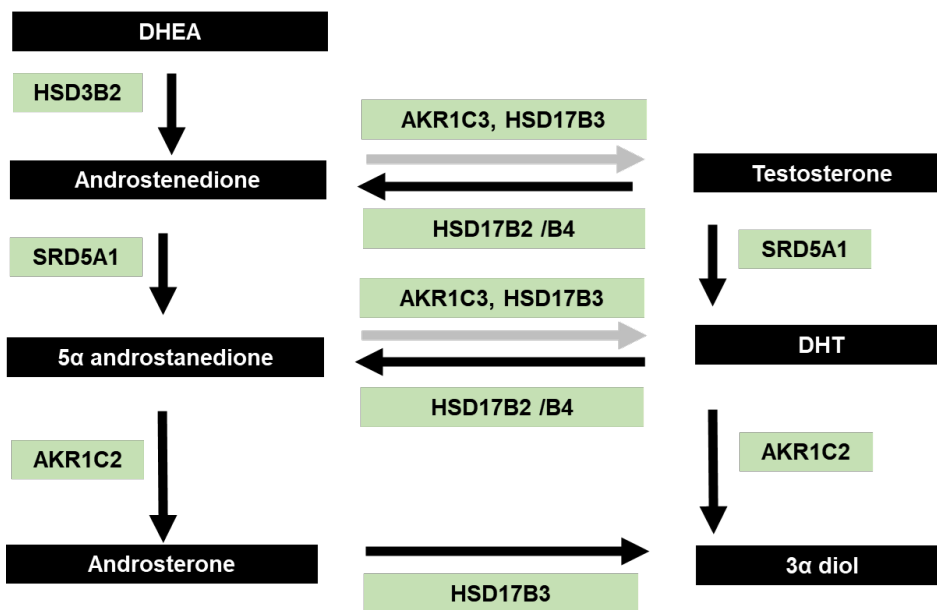 DHEA
HSD3B2
AKR1C3, HSD17B3
Androstenedione
Testosterone
HSD17B2 /B4
SRD5A1
SRD5A1
AKR1C3, HSD17B3
5α androstanedione
DHT
HSD17B2 /B4
AKR1C2
AKR1C2
Androsterone
3α diol
HSD17B3